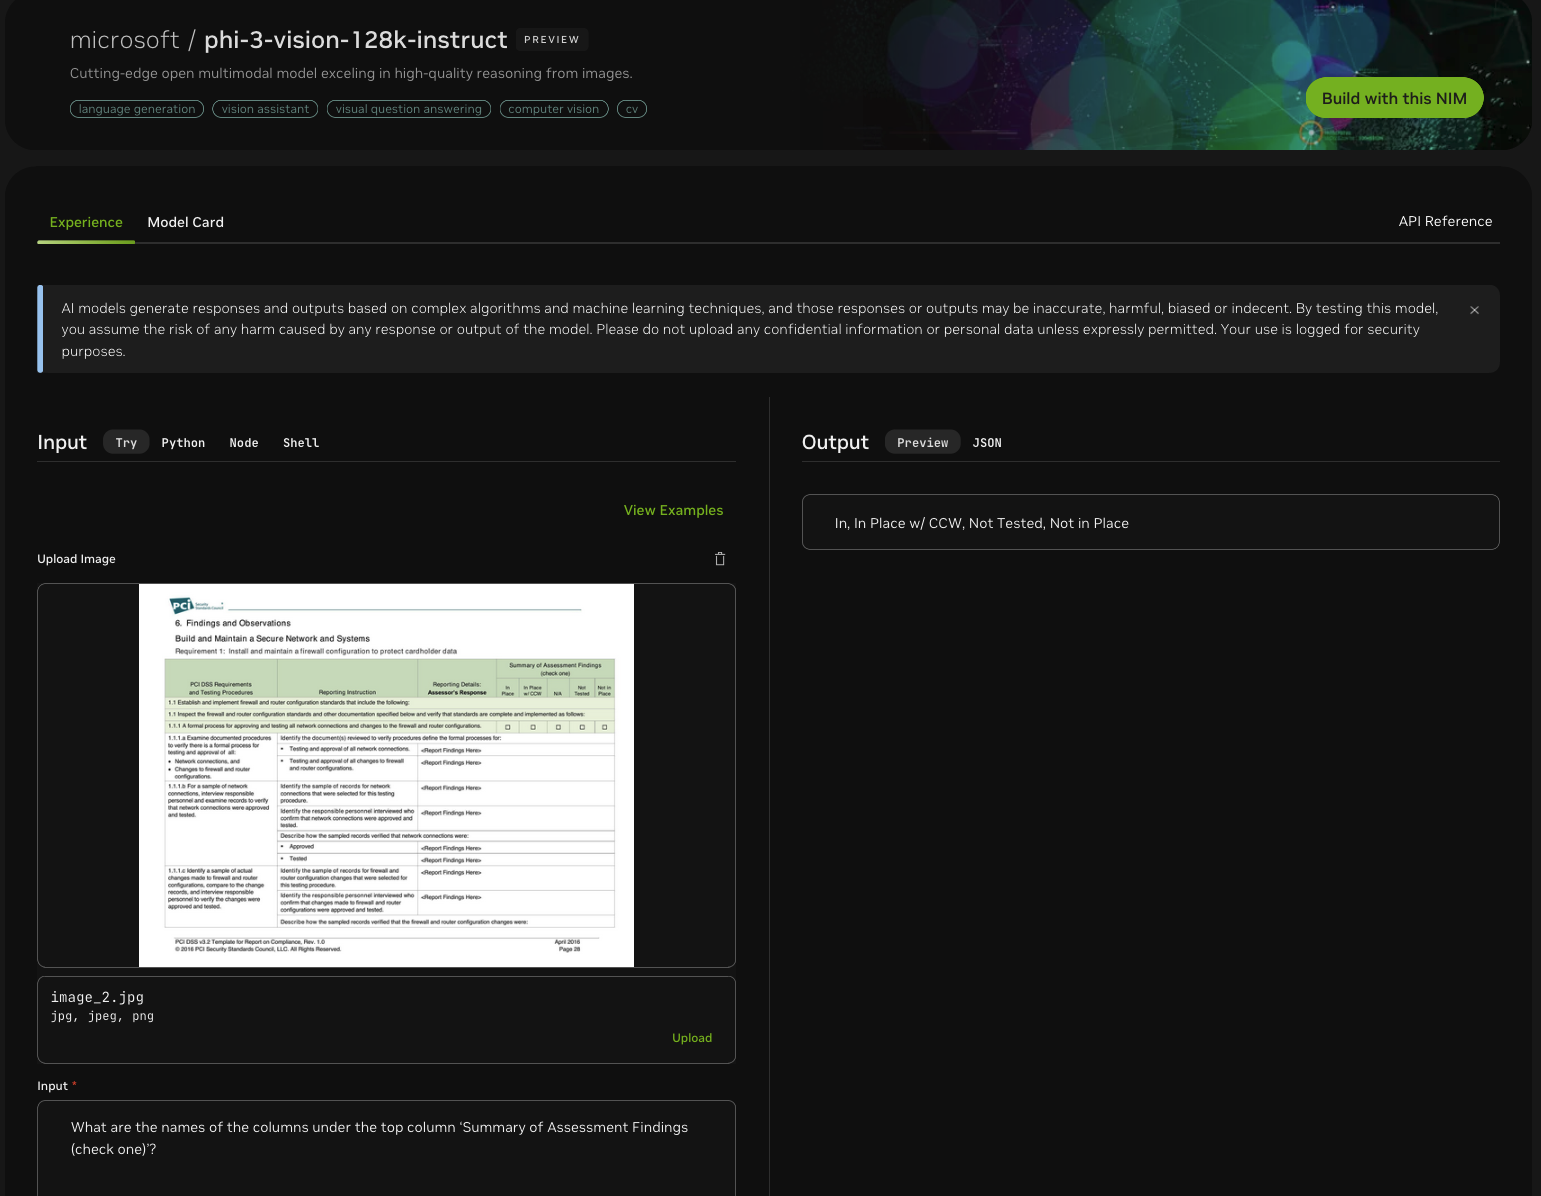 microsoft / phi-3-vision-128k-instruct PREVIEW
Cutting-edge open multimodal model exceling in high-quality reasoning from images.
language generation vision assistant visual question answering computer vision cv
Build with this NIM
Experience Model Card API Reference
AI models generate responses and outputs based on complex algorithms and machine learning techniques, and those responses or outputs may be inaccurate, harmful, biased or indecent. By testing this model,
you assume the risk of any harm caused by any response or output of the model. Please do not upload any confidential information or personal data unless expressly permitted. Your use is logged for security
purposes.
Input Try Python Node Shell
View Examples
Upload Image
PCI Security
Standards Council
6. Findings and Observations
Build and Maintain a Secure Network and Systems
Requirement 1: Install and maintain a firewall configuration to protect cardholder data
PCI DSS Requirements
and Testing Procedures
Reporting Instruction
Reporting Details:
Assessor's Response
Summary of Assessment Findings
(check one)
In
Place
In Place
w/ CCW
N/A
Not
Tested
Not in
Place
1.1 Establish and implement firewall and router configuration standards that include the following:
1.1 Inspect the firewall and router configuration standards and other documentation specified below and verify that standards are complete and implemented as follows:
1.1.1 A formal process for approving and testing all network connections and changes to the firewall and router configurations.
1.1.1.a Examine documented procedures
to verify there is a formal process for
testing and approval of all:
• Network connections, and
• Changes to firewall and router
configurations.
Identify the document(s) reviewed to verify procedures define the formal processes for:
• Testing and approval of all network connections.
<Report Findings Here>
• Testing and approval of all changes to firewall
and router configurations.
<Report Findings Here>
1.1.1.b For a sample of network
connections, interview responsible
personnel and examine records to verify
that network connections were approved
and tested.
Identify the sample of records for network
connections that were selected for this testing
procedure.
<Report Findings Here>
Identify the responsible personnel interviewed who
confirm that network connections were approved and
tested.
<Report Findings Here>
Describe how the sampled records verified that network connections were:
• Approved
<Report Findings Here>
• Tested
<Report Findings Here>
1.1.1.c Identify a sample of actual
changes made to firewall and router
configurations, compare to the change
records, and interview responsible
personnel to verify the changes were
approved and tested.
Identify the sample of records for firewall and
router configuration changes that were selected for
this testing procedure.
<Report Findings Here>
Identify the responsible personnel interviewed who
confirm that changes made to firewall and router
configurations were approved and tested.
<Report Findings Here>
Describe how the sampled records verified that the firewall and router configuration changes were:
PCI DSS v3.2 Template for Report on Compliance, Rev. 1.0 April 2016
© 2016 PCI Security Standards Council, LLC. All Rights Reserved. Page 28
image_2.jpg
jpg, jpeg, png
Upload
Input *
What are the names of the columns under the top column ‘Summary of Assessment Findings
(check one)’?
Output Preview JSON
In, In Place w/ CCW, Not Tested, Not in Place